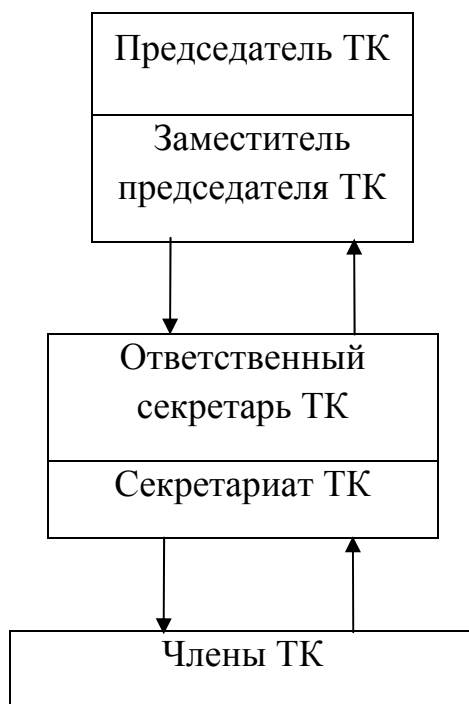 Председатель ТК
Заместитель
председателя ТК
Ответственный
секретарь ТК
Секретариат ТК
Члены ТК